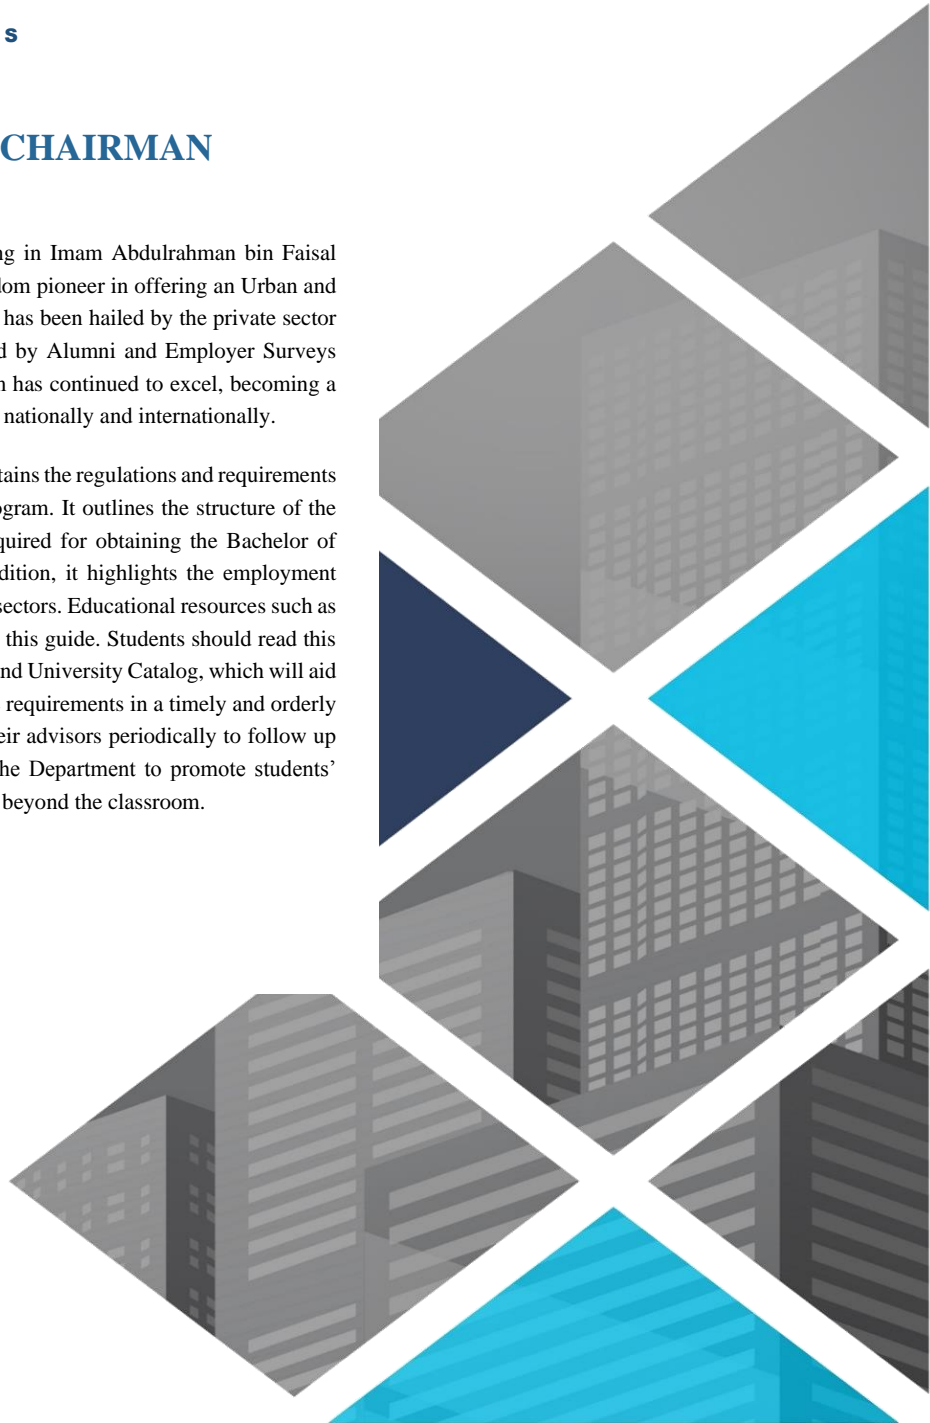 s
CHAIRMAN
ng in Imam Abdulrahman bin Faisal
dom pioneer in offering an Urban and
has been hailed by the private sector
d by Alumni and Employer Surveys
n has continued to excel, becoming a
nationally and internationally.
tains the regulations and requirements
ogram. It outlines the structure of the
quired for obtaining the Bachelor of
dition, it highlights the employment
sectors. Educational resources such as
this guide. Students should read this
nd University Catalog, which will aid
requirements in a timely and orderly
eir advisors periodically to follow up
he Department to promote students’
beyond the classroom.